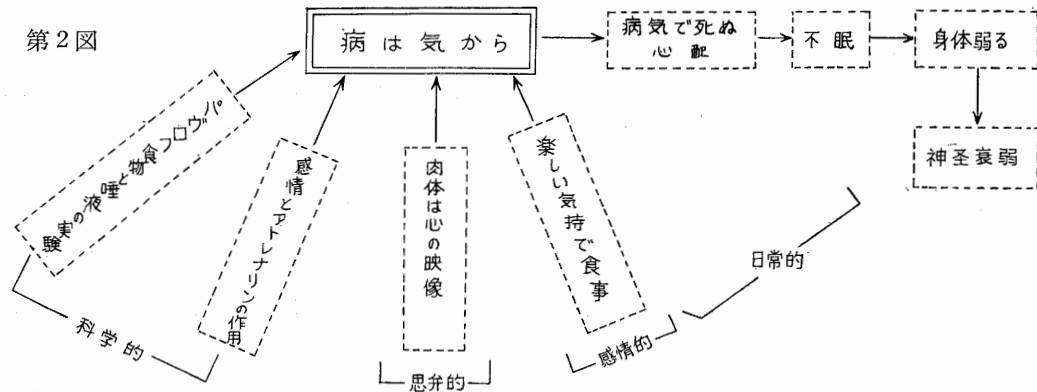 第2図
病は気から
病気で死ぬ
心配
不眠
身体弱る
神圣衰弱
パヴロフ食物と唾液の実験
感情とアトレナリンの作用
肉体は心の映像
楽しい気持で食事
科学的
思弁的
感情的
日常的